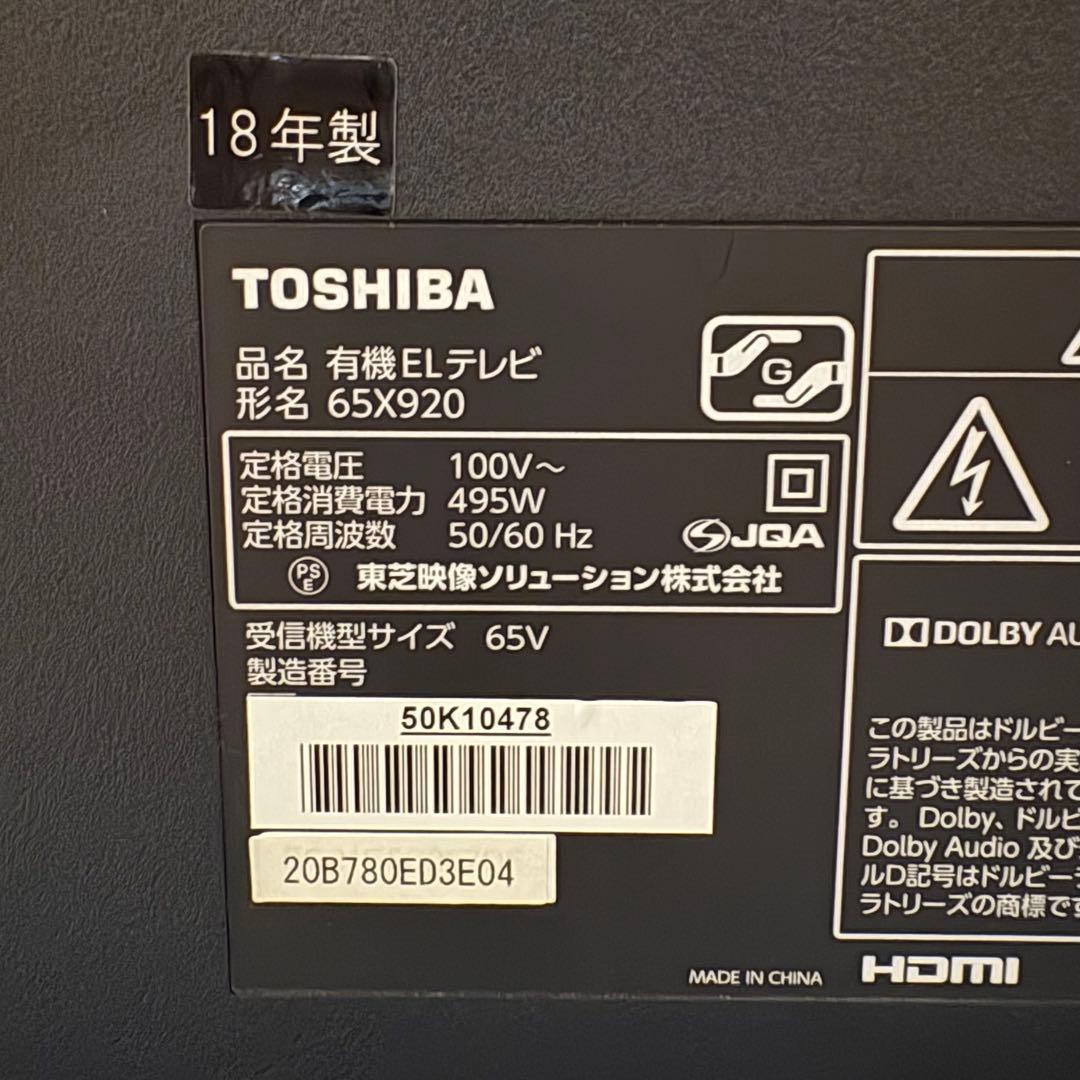 18年製
TOSHIBA
品名 有機ELテレビ
形名 65X920
G
定格電圧 100V～
定格消費電力 495W
定格周波数 50/60 Hz
JQA
PSE 東芝映像ソリューション株式会社
受信機型サイズ 65V
製造番号
50K10478
20B780ED3E04
MADE IN CHINA
DOLBY AU
この製品はドルビー
ラトリーズからの実
に基づき製造されて
す。Dolby、ドルビ
Dolby Audio 及び
ルD記号はドルビー
ラトリーズの商標です
HDMI